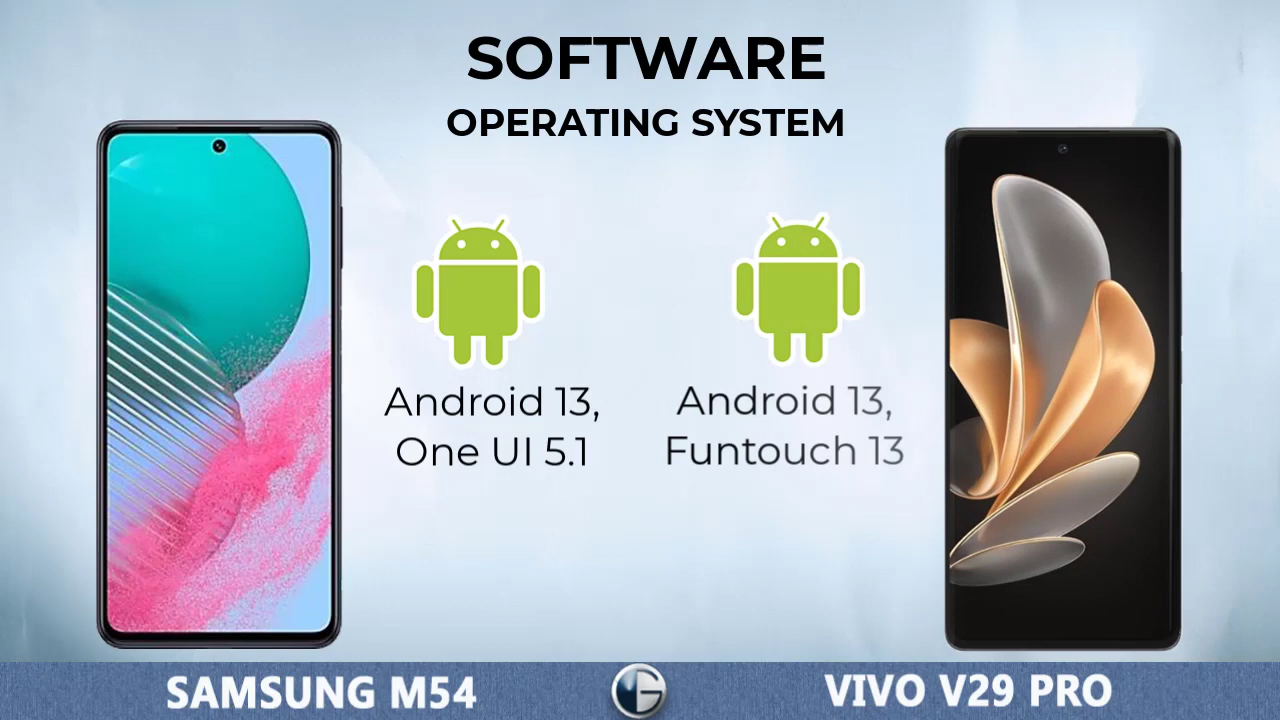 SOFTWARE
OPERATING SYSTEM
Android 13,
One UI 5.1
Android 13,
Funtouch 13
SAMSUNG M54
G
VIVO V29 PRO